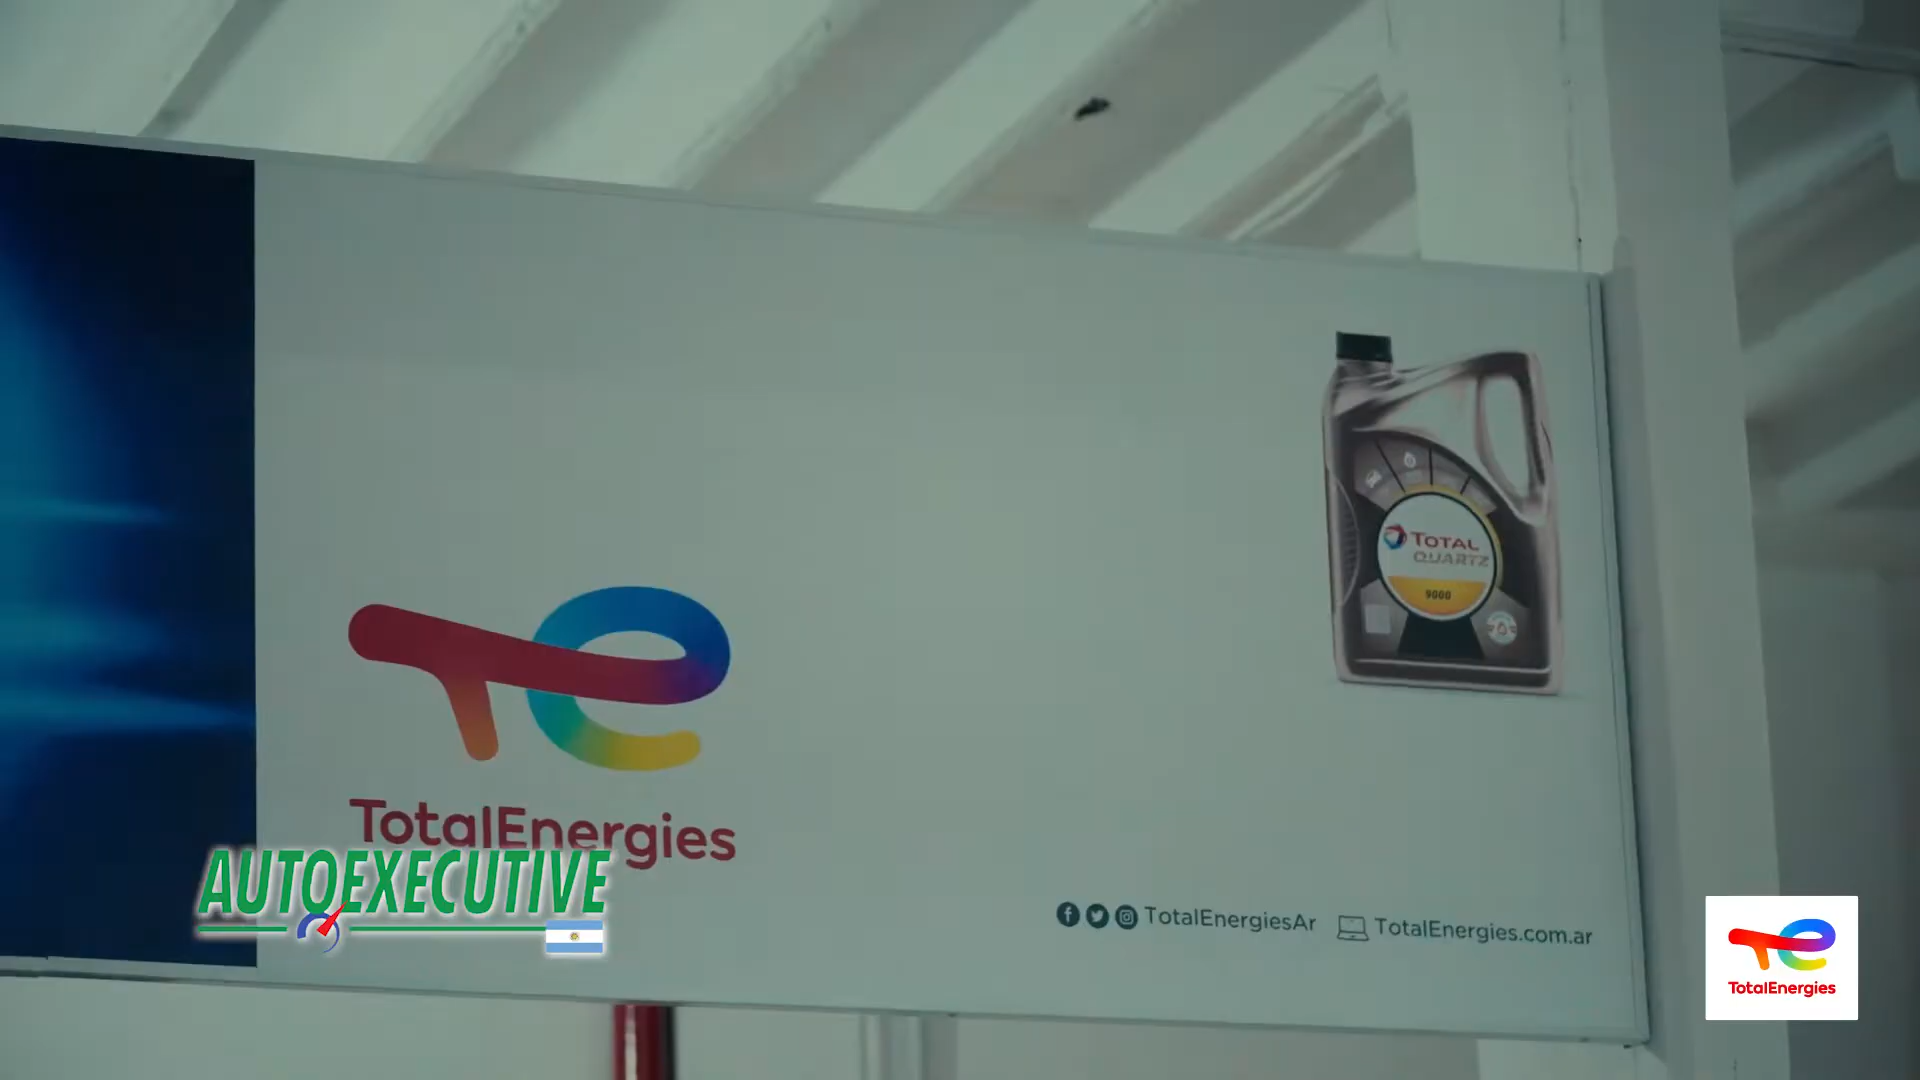 TOTAL
QUARTZ
9000
TotalEnergies
AUTOEXECUTIVE
TotalEnergiesAr
TotalEnergies.com.ar
TotalEnergies